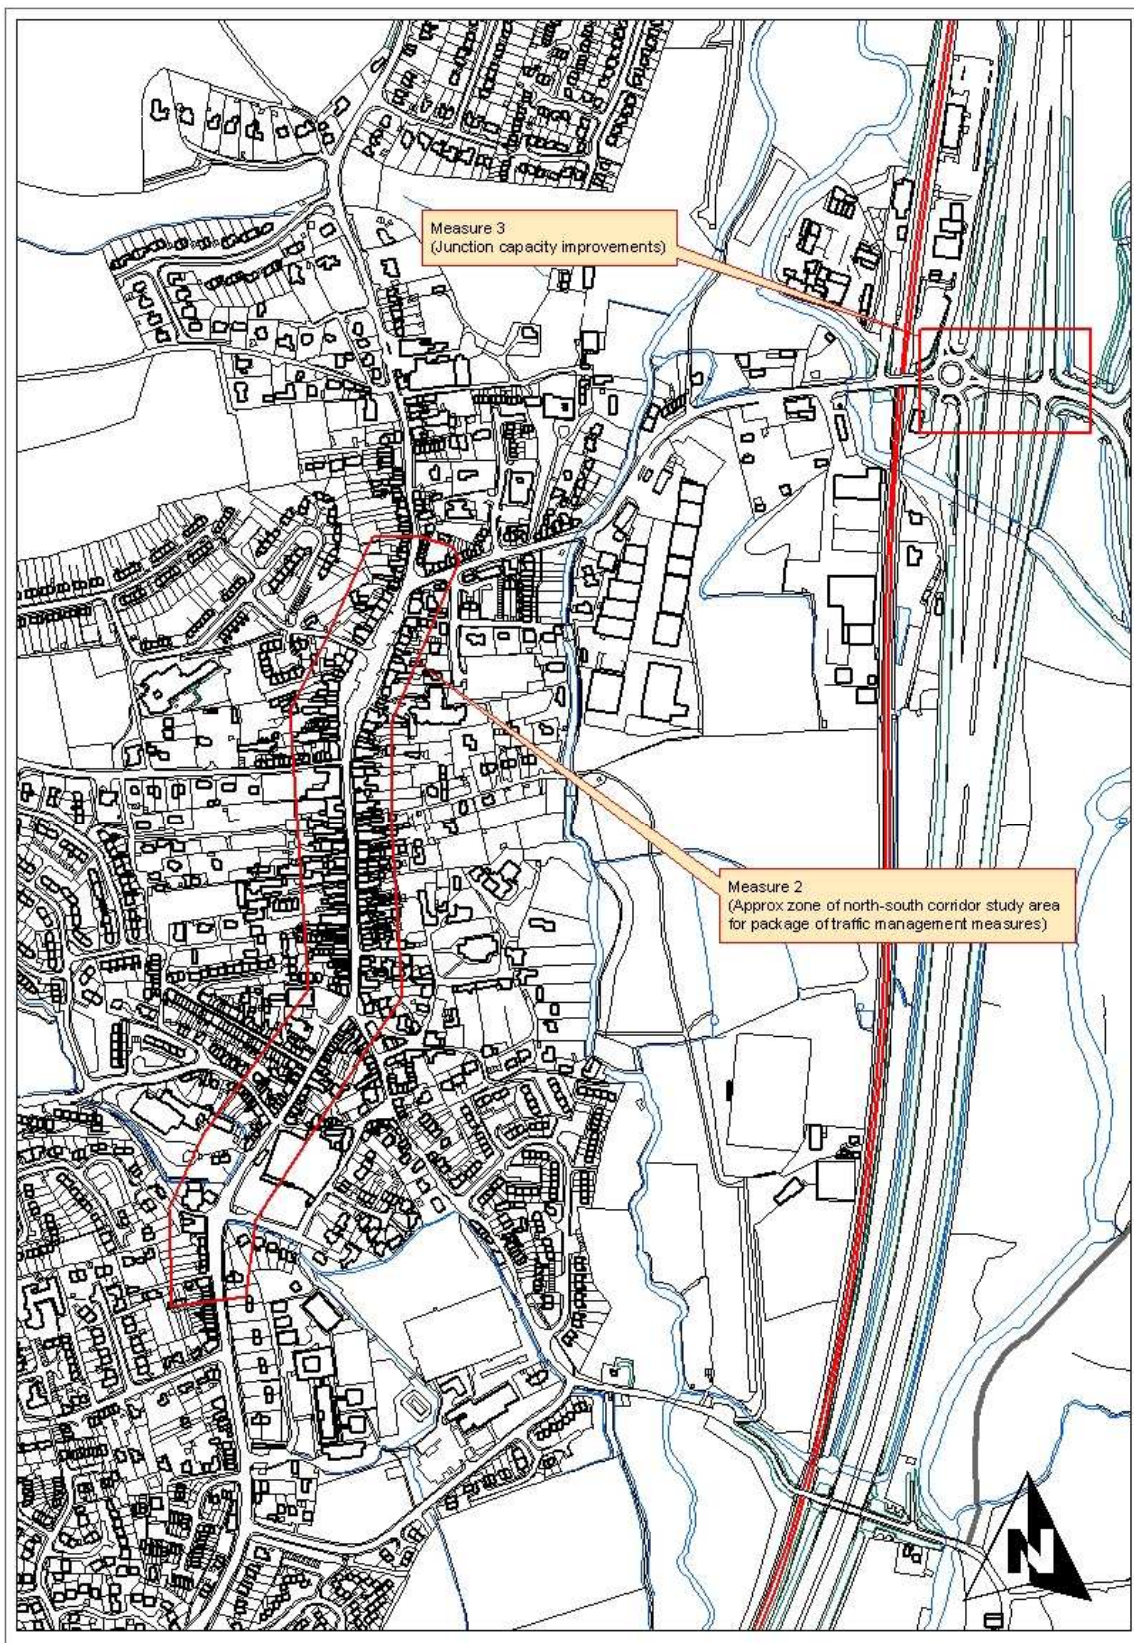 Measure 3
(Junction capacity improvements)
Measure 2
(Approx zone of north-south corridor study area
for package of traffic management measures)
N